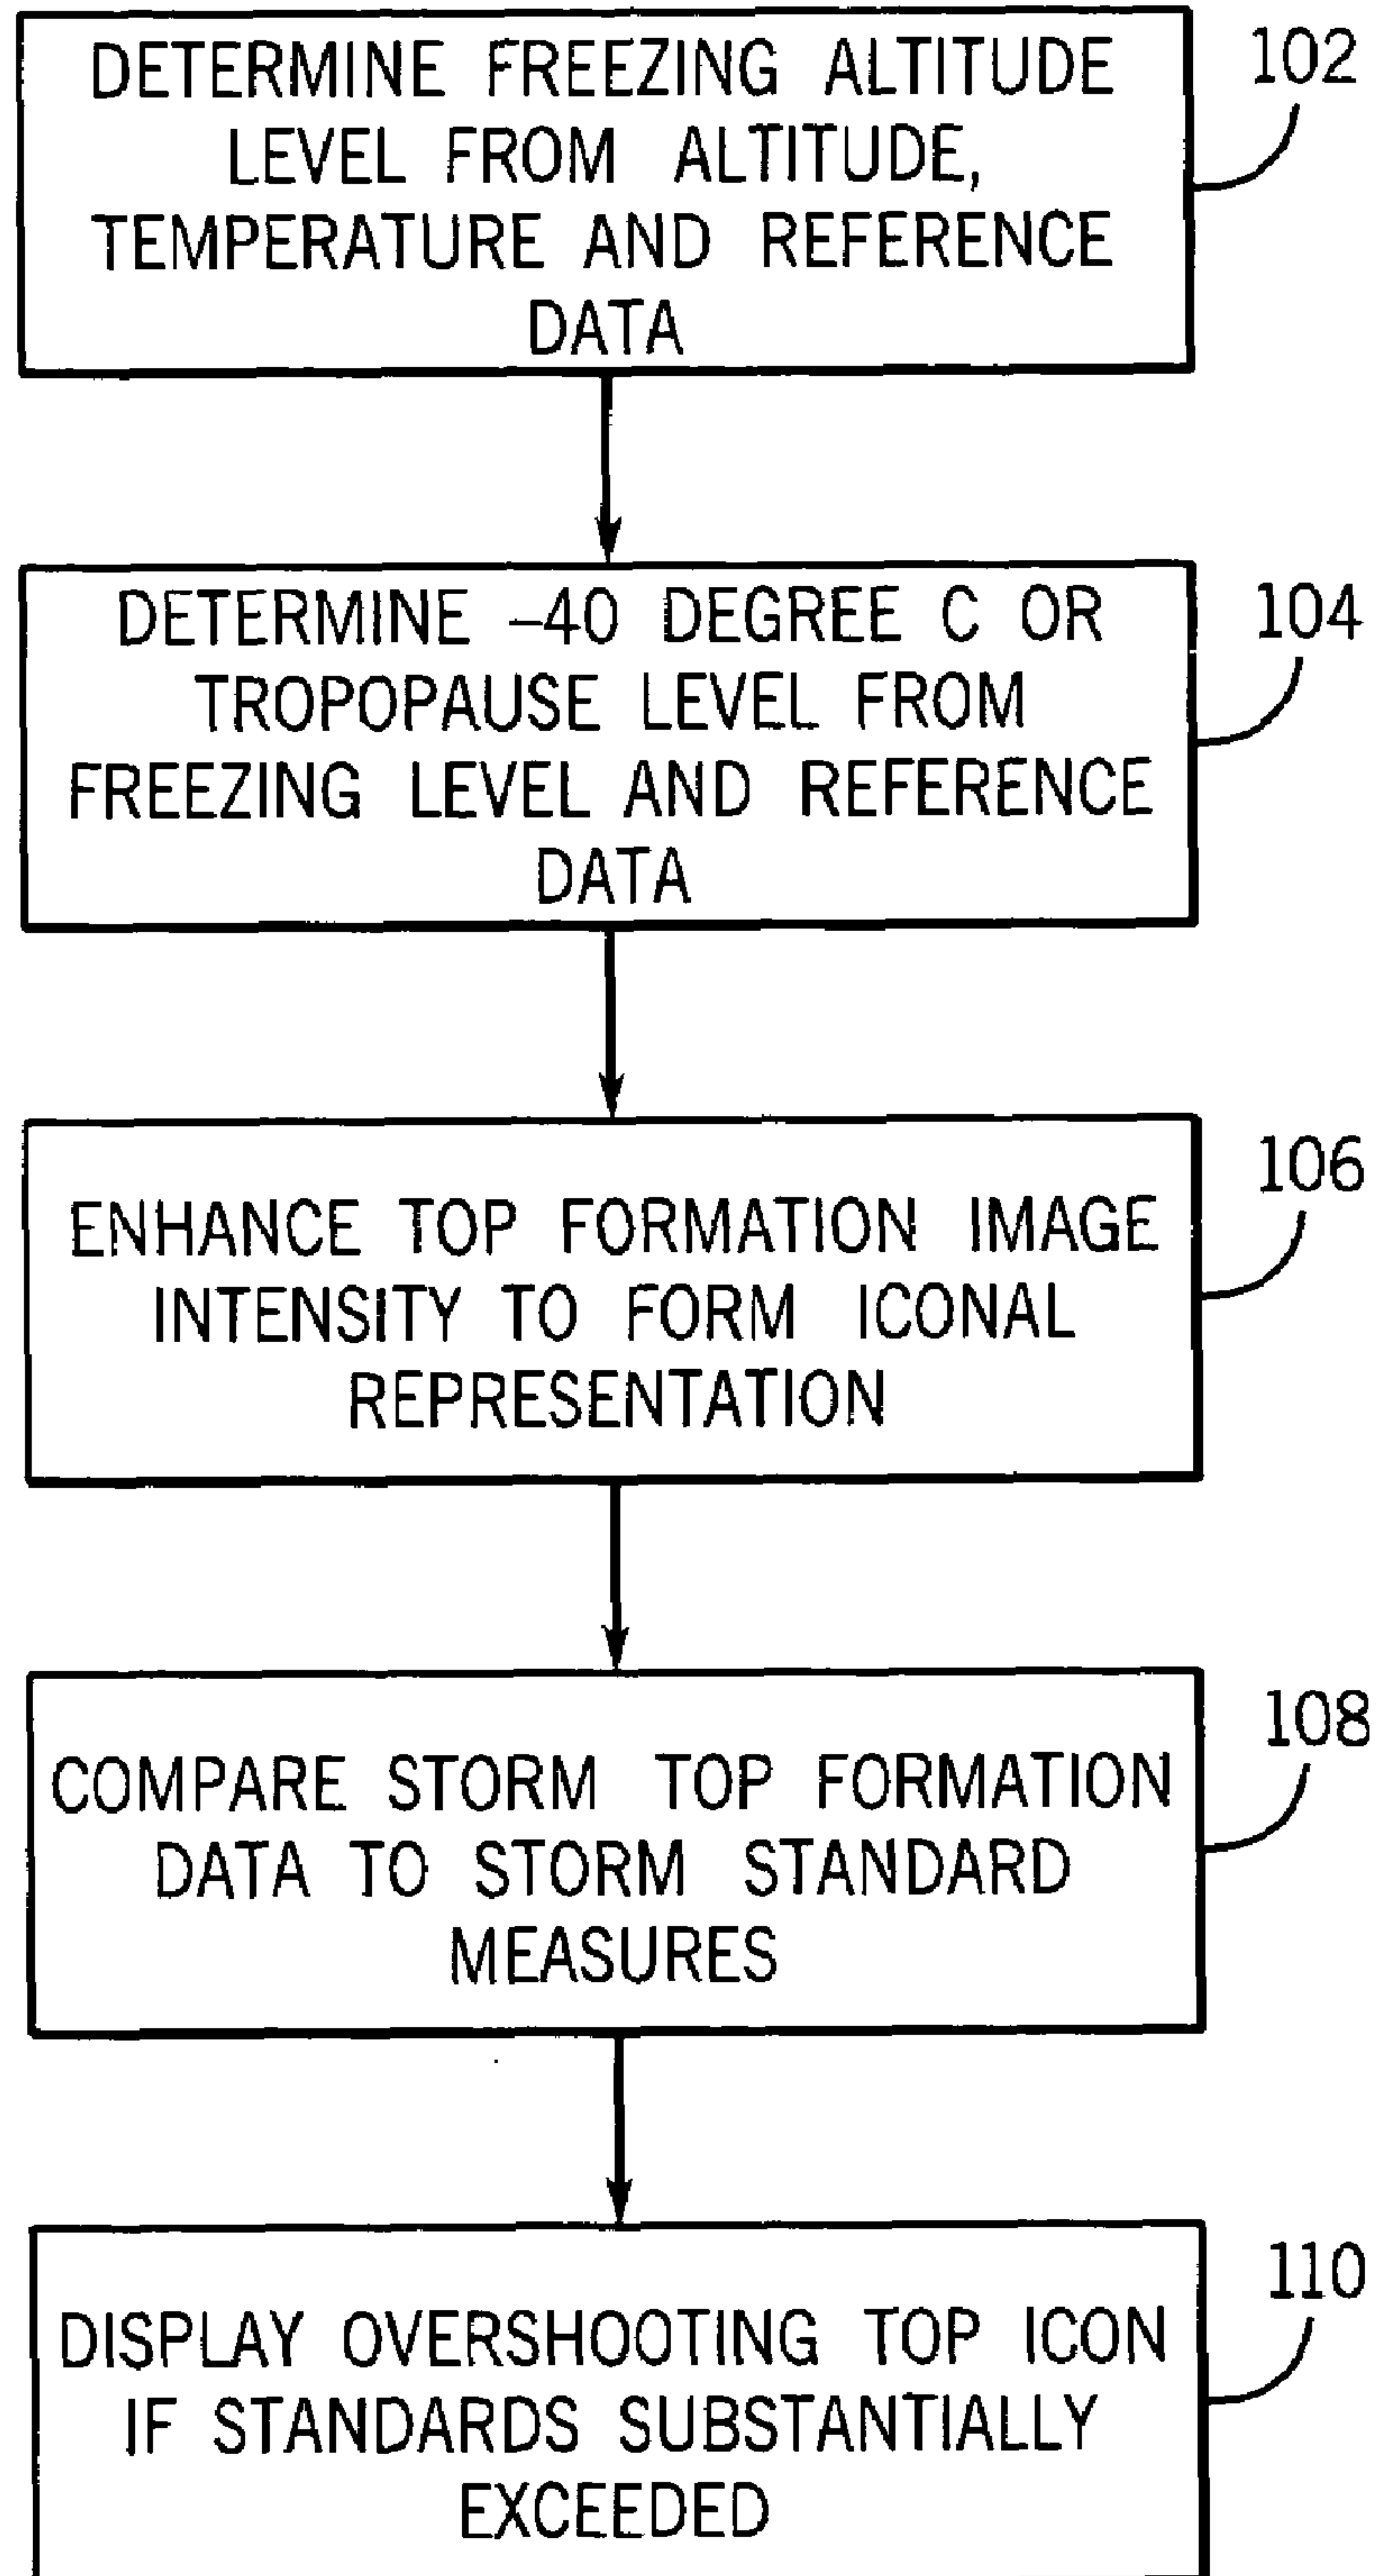 DETERMINE FREEZING ALTITUDE
LEVEL FROM ALTITUDE,
TEMPERATURE AND REFERENCE
DATA
102
DETERMINE –40 DEGREE C OR
TROPOPAUSE LEVEL FROM
FREEZING LEVEL AND REFERENCE
DATA
104
ENHANCE TOP FORMATION IMAGE
INTENSITY TO FORM ICONAL
REPRESENTATION
106
COMPARE STORM TOP FORMATION
DATA TO STORM STANDARD
MEASURES
108
DISPLAY OVERSHOOTING TOP ICON
IF STANDARDS SUBSTANTIALLY
EXCEEDED
110